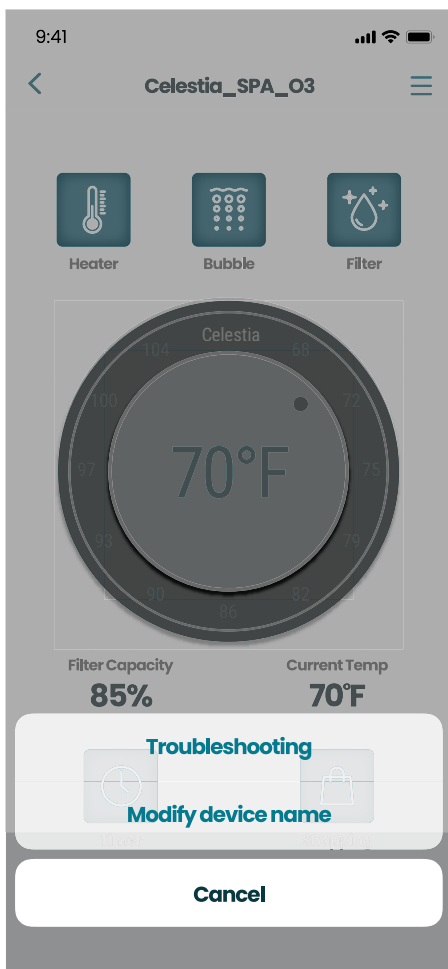 9:41
Celestia_SPA_O3
Heater Bubble Filter
Celestia
104 68
100 72
97 75
70°F
93 79
90 82
86
Filter Capacity Current Temp
85% 70°F
Troubleshooting
Modify device name
Cancel